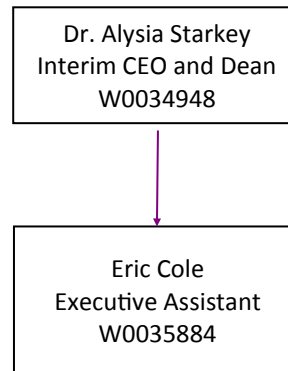 Dr. Alysia Starkey
Interim CEO and Dean
W0034948
Eric Cole
Executive Assistant
W0035884